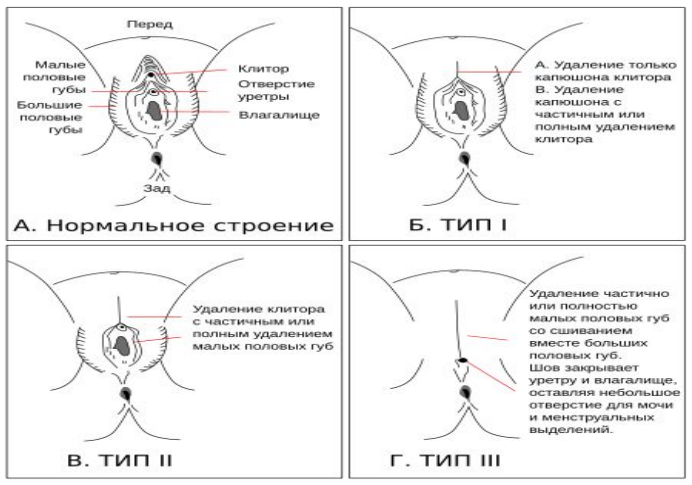 Перед
Малые
половые
губы
Большие
половые
губы
Клитор
Отверстие
уретры
Влагалище
Зад
А. Нормальное строение
А. Удаление только
капюшона клитора
В. Удаление
капюшона с
частичным или
полным удалением
клитора
Б. ТИП I
Удаление клитора
с частичным или
полным удалением
малых половых губ
В. ТИП II
Удаление частично
или полностью
малых половых губ
со сшиванием
вместе больших
половых губ.
Шов закрывает
уретру и влагалище,
оставляя небольшое
отверстие для мочи
и менструальных
выделений.
Г. ТИП III